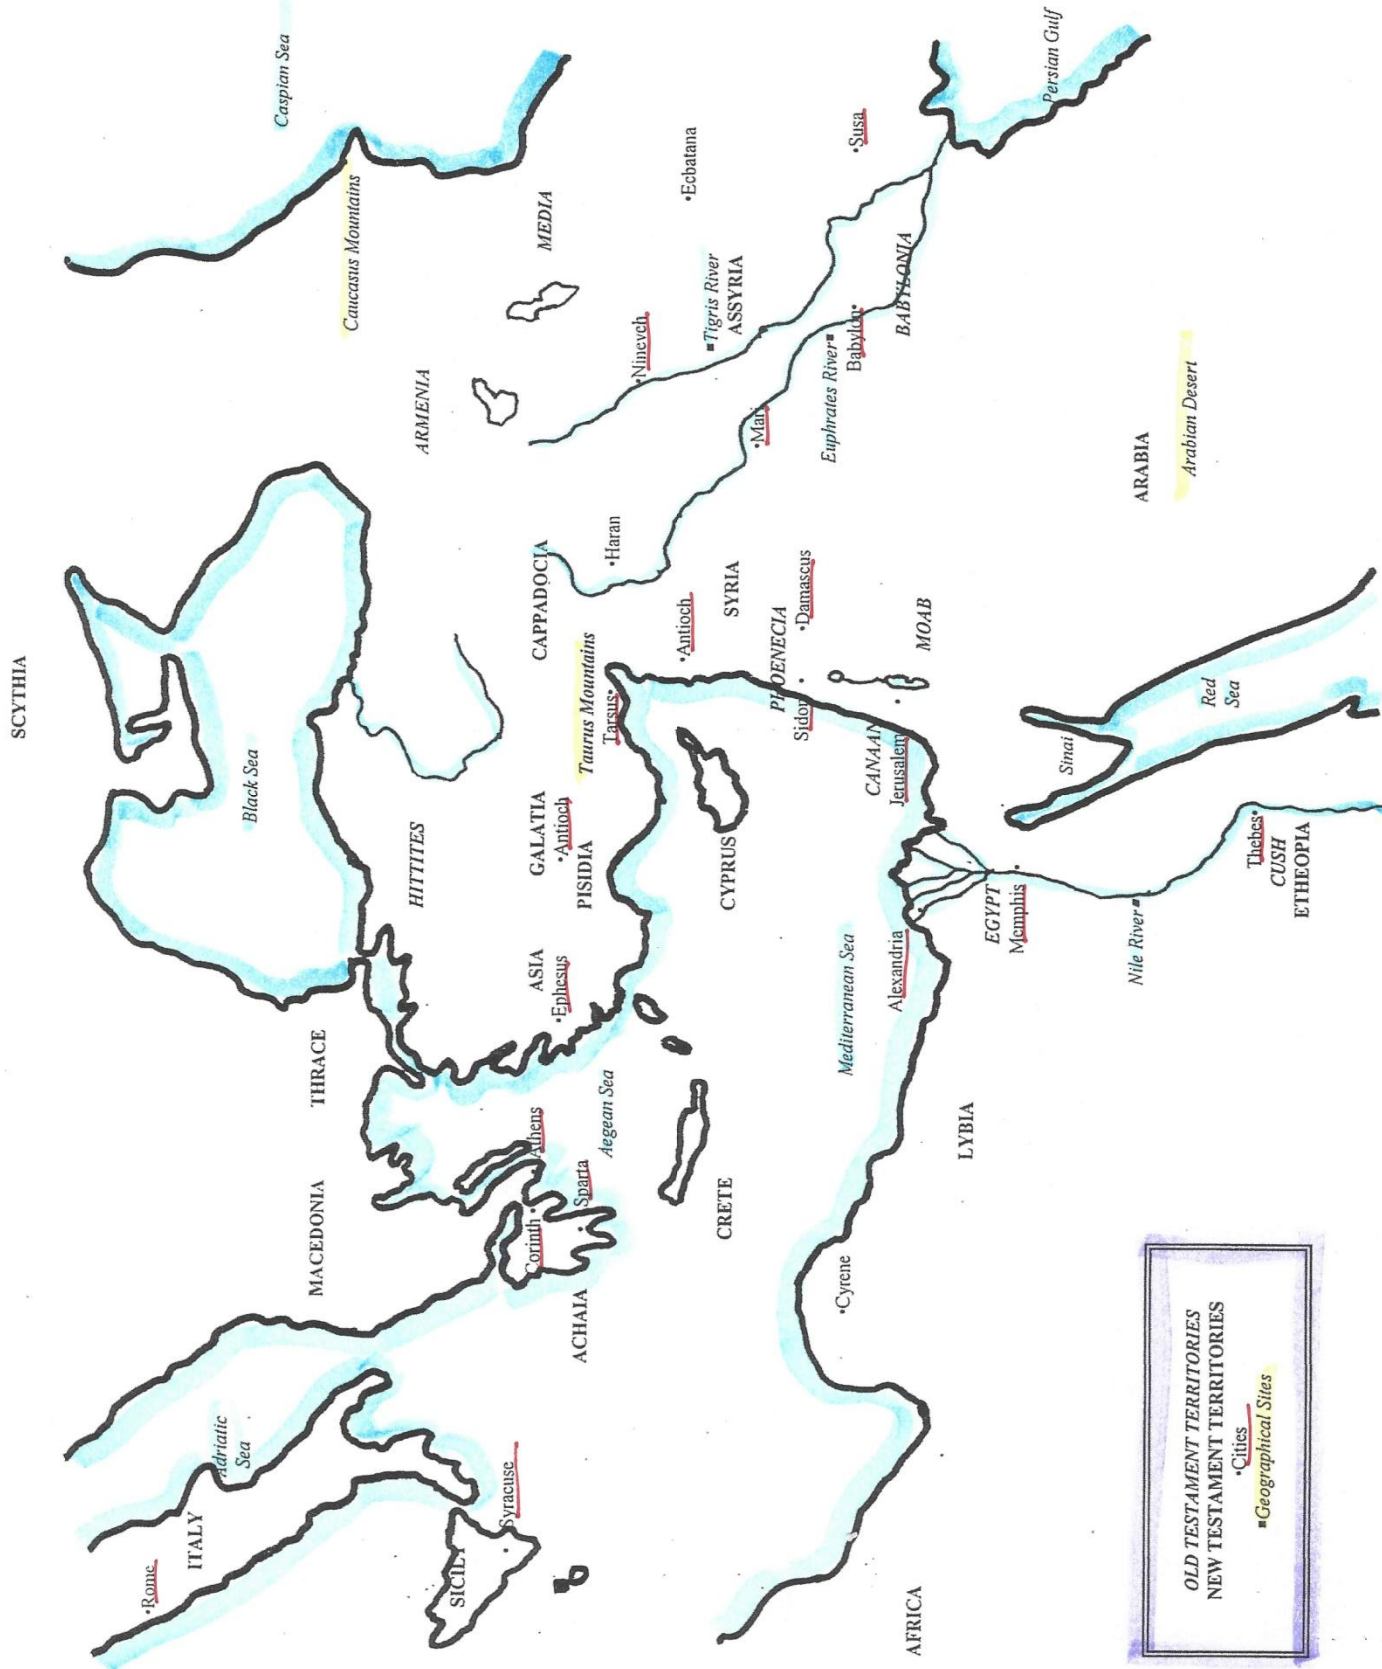 SCYTHIA
Caspian Sea
Caucasus Mountains
Black Sea
Adriatic
Sea
ITALY
•Rome
MACEDONIA
THRACE
HITTITES
ARMENIA
MEDIA
SICILY
Syracuse
Corinth
Athens
Sparta
ACHAIA
Aegean Sea
ASIA
•Ephesus
GALATIA
•Antioch
PISIDIA
CAPPADOCIA
Taurus Mountains
Tarsus•
•Haran
•Nineveh
•Ecbatana
■Tigris River
ASSYRIA
CRETE
CYPRUS
•Antioch
SYRIA
•Mari
PHOENICIA
Sidon
•Damascus
Euphrates River■
Babylon•
BABYLONIA
•Susa
Persian Gulf
•Cyrene
Mediterranean Sea
Alexandria
CANAAN
Jerusalem
MOAB
AFRICA
LYBIA
EGYPT
Memphis
Sinai
Nile River■
Red
Sea
ARABIA
Arabian Desert
Thebes•
CUSH
ETHEOPIA
OLD TESTAMENT TERRITORIES
NEW TESTAMENT TERRITORIES
•Cities
■Geographical Sites